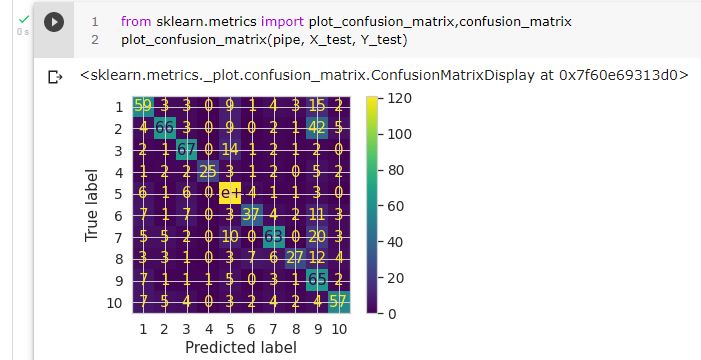 0 s
1 from sklearn.metrics import plot_confusion_matrix,confusion_matrix
2 plot_confusion_matrix(pipe, X_test, Y_test)
<sklearn.metrics._plot.confusion_matrix.ConfusionMatrixDisplay at 0x7f60e69313d0>
1 59 3 3 0 9 1 4 3 15 2
2 4 66 3 0 9 0 2 1 42 5
3 2 1 67 0 14 1 2 1 2 0
4 1 2 2 25 3 1 2 0 5 2
5 6 1 6 0 e+ 4 1 1 3 0
6 7 1 7 0 3 37 4 2 11 3
7 5 5 2 0 10 0 63 0 20 3
8 3 3 1 0 3 7 6 27 12 4
9 7 1 1 1 5 0 3 1 65 2
10 7 5 4 0 3 2 4 2 4 57
1 2 3 4 5 6 7 8 9 10
Predicted label
True label
120
100
80
60
40
20
0